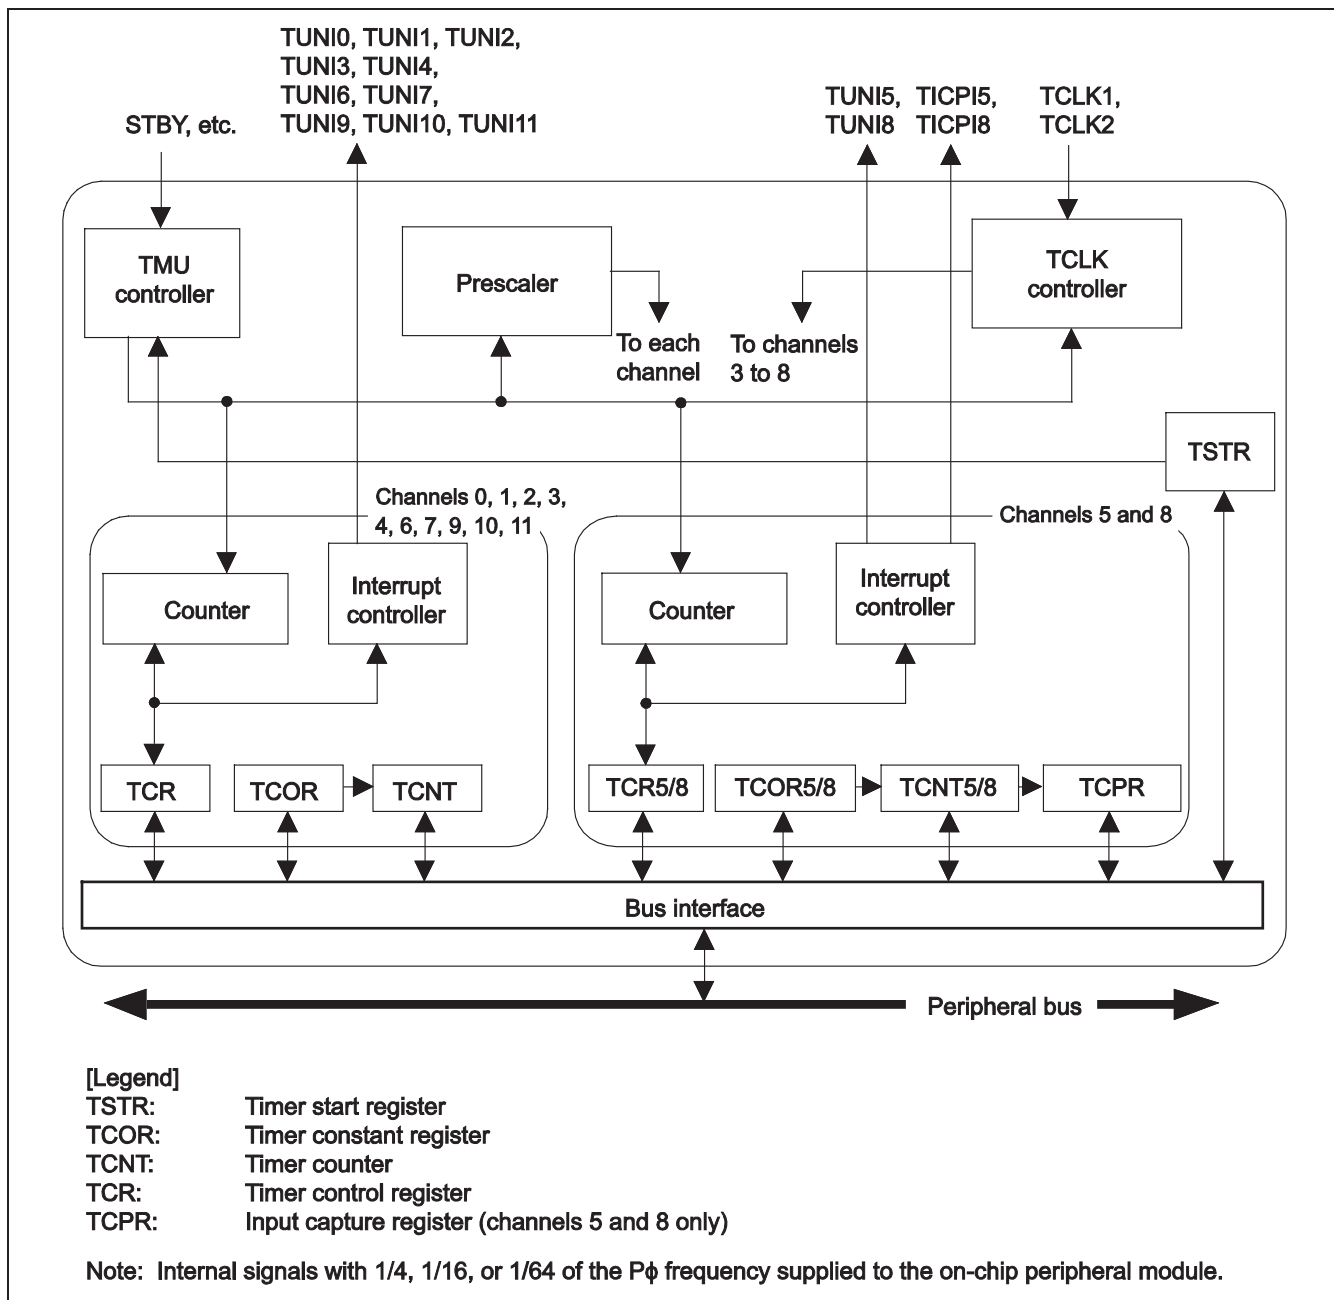 TUNI0, TUNI1, TUNI2,
TUNI3, TUNI4,
TUNI6, TUNI7,
TUNI9, TUNI10, TUNI11
STBY, etc.
TUNI5,
TUNI8
TICPI5,
TICPI8
TCLK1,
TCLK2
TMU
controller
Prescaler
TCLK
controller
To each
channel
To channels
3 to 8
TSTR
Channels 0, 1, 2, 3,
4, 6, 7, 9, 10, 11
Channels 5 and 8
Counter
Interrupt
controller
Counter
Interrupt
controller
TCR
TCOR
TCNT
TCR5/8
TCOR5/8
TCNT5/8
TCPR
Bus interface
Peripheral bus
[Legend]
TSTR: Timer start register
TCOR: Timer constant register
TCNT: Timer counter
TCR: Timer control register
TCPR: Input capture register (channels 5 and 8 only)
Note: Internal signals with 1/4, 1/16, or 1/64 of the Pϕ frequency supplied to the on-chip peripheral module.